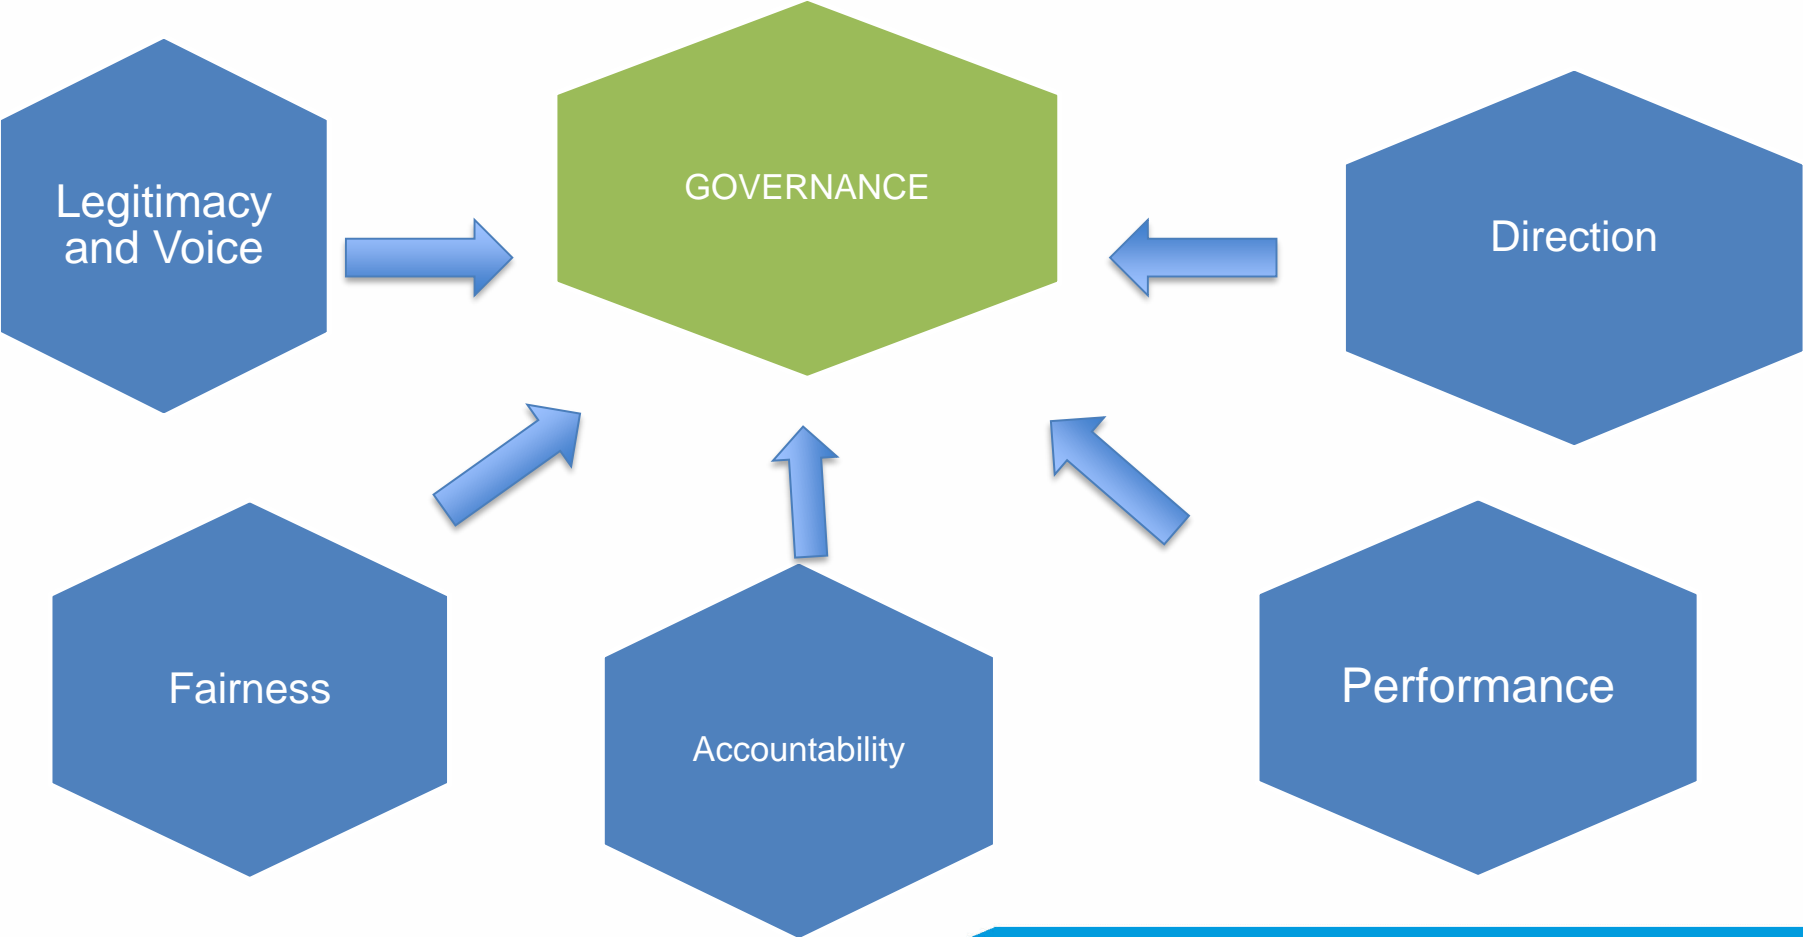 GOVERNANCE
Legitimacy
and Voice
Direction
Fairness
Accountability
Performance